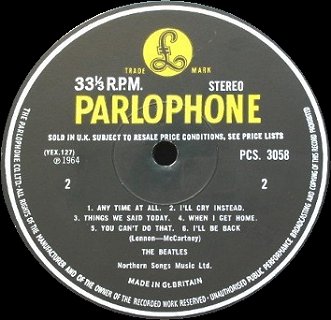 £
TRADE MARK
33⅓ R.P.M. STEREO
PARLOPHONE
SOLD IN U.K. SUBJECT TO RESALE PRICE CONDITIONS, SEE PRICE LISTS
(YEX.127) PCS. 3058
℗1964
2 2
1. ANY TIME AT ALL. 2. I'LL CRY INSTEAD.
3. THINGS WE SAID TODAY. 4. WHEN I GET HOME.
5. YOU CAN'T DO THAT. 6. I'LL BE BACK
(Lennon—McCartney)
THE BEATLES
Northern Songs Music Ltd.
MADE IN GT. BRITAIN
THE PARLOPHONE CO. LTD. ALL RIGHTS OF THE MANUFACTURER AND OF THE OWNER OF THE RECORDED WORK RESERVED · UNAUTHORISED PUBLIC PERFORMANCE, BROADCASTING AND COPYING OF THIS RECORD PROHIBITED